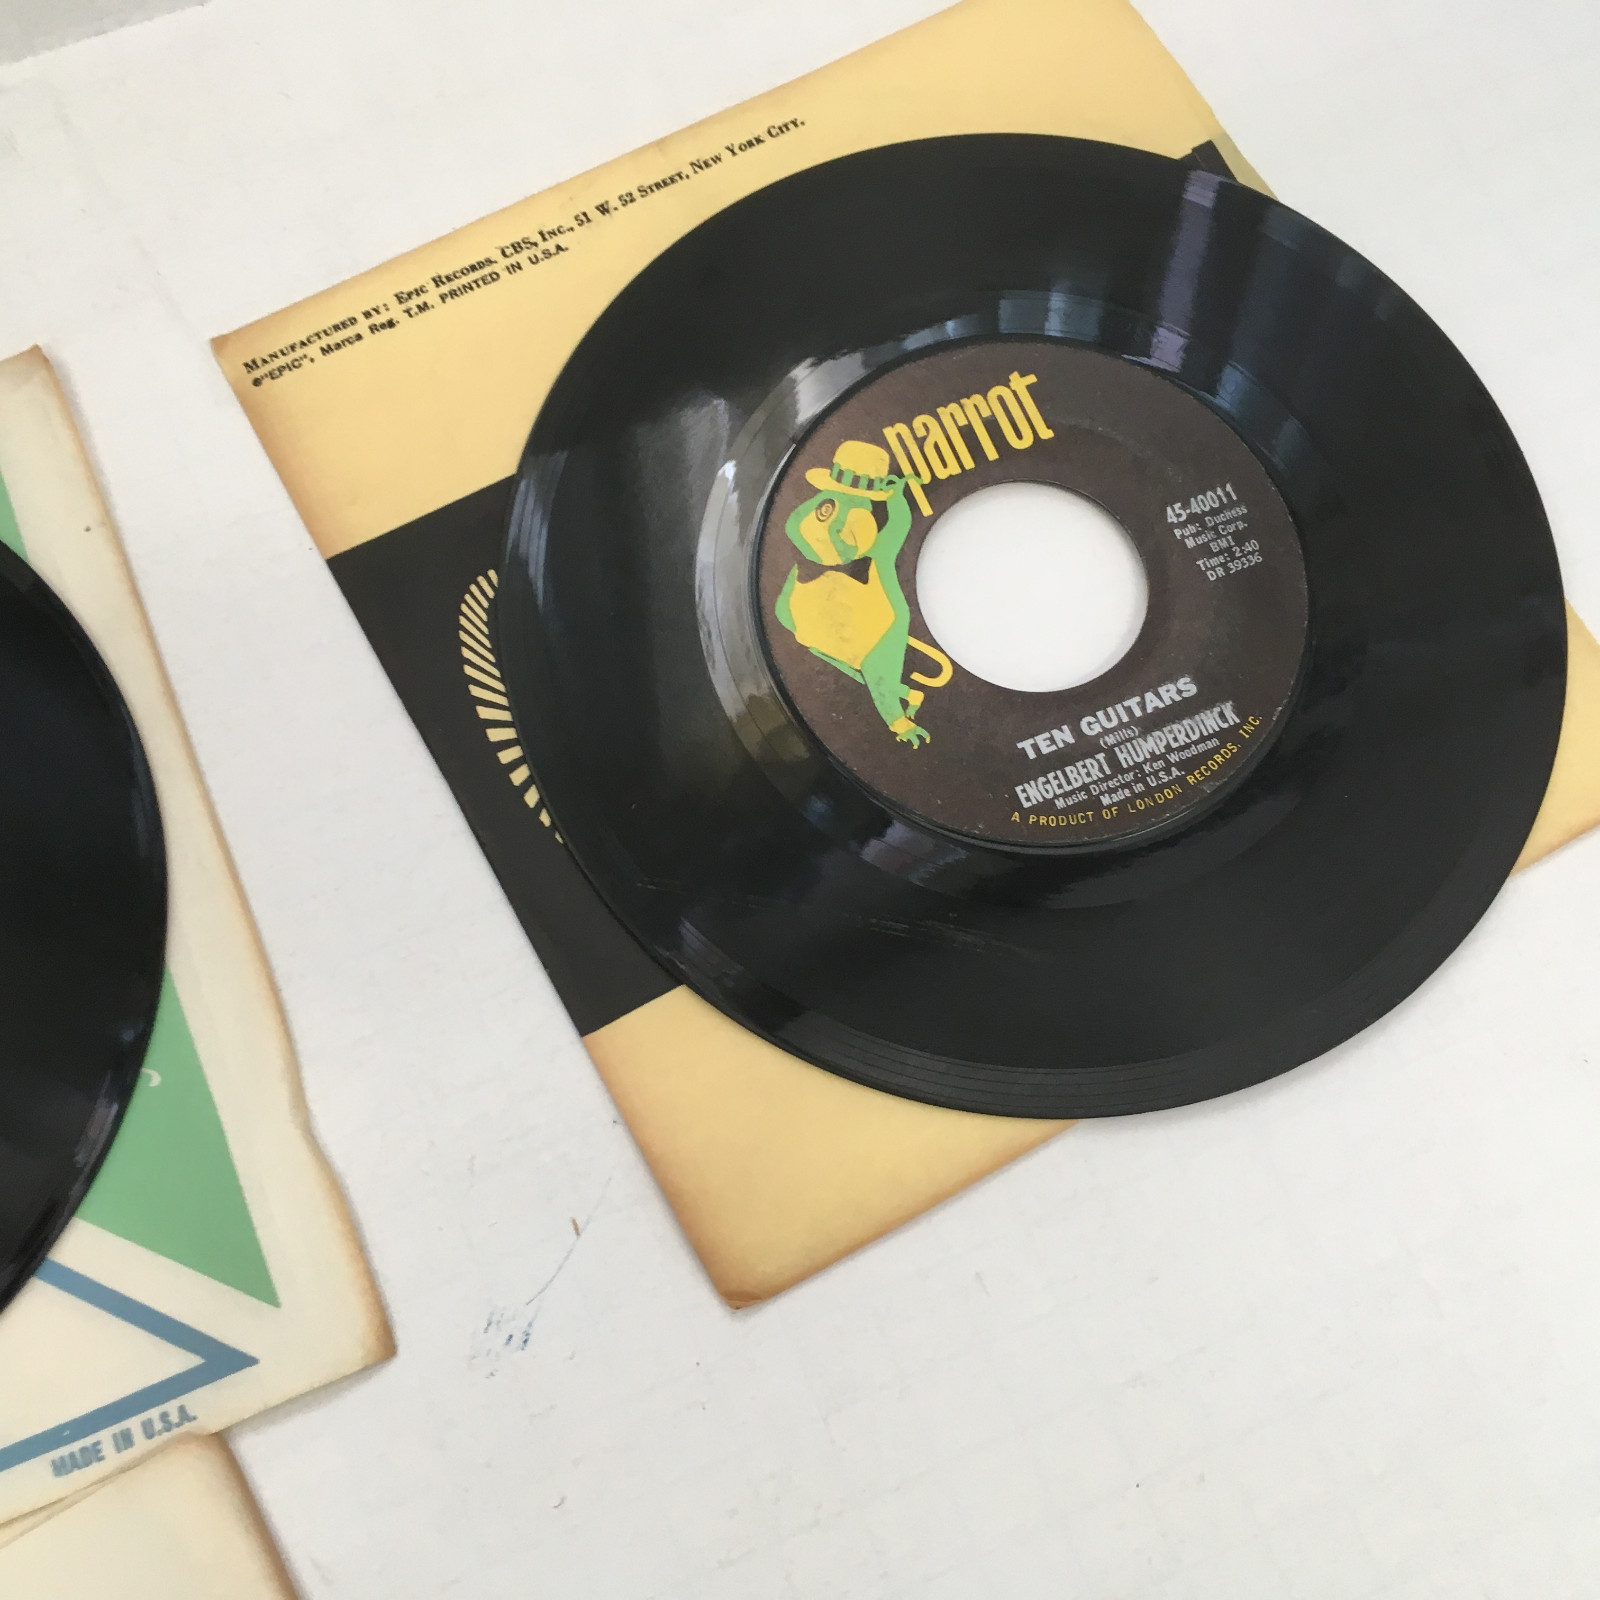 MANUFACTURED BY: EPIC RECORDS, CBS, INC., 51 W. 52 STREET, NEW YORK CITY.
®"EPIC", Marca Reg. T.M. PRINTED IN U.S.A.
parrot
45-40011
Pub: Duchess
Music Corp.
BMI
Time: 2:40
DR 39336
TEN GUITARS
(Mills)
ENGELBERT HUMPERDINCK
Music Director: Ken Woodman
Made in U.S.A.
A PRODUCT OF LONDON RECORDS, INC.
MADE IN U.S.A.